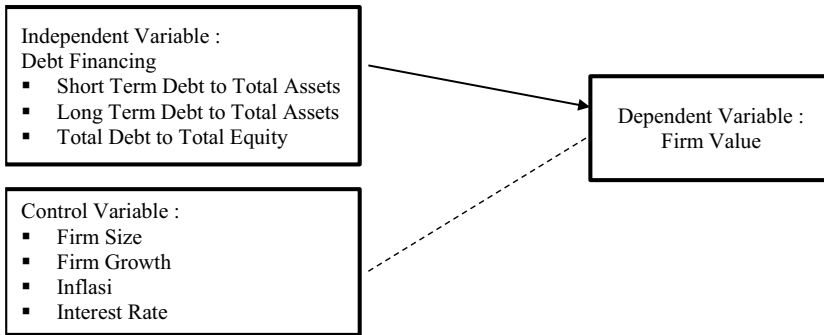 Independent Variable :
Debt Financing
▪ Short Term Debt to Total Assets
▪ Long Term Debt to Total Assets
▪ Total Debt to Total Equity
Dependent Variable :
Firm Value
Control Variable :
▪ Firm Size
▪ Firm Growth
▪ Inflasi
▪ Interest Rate